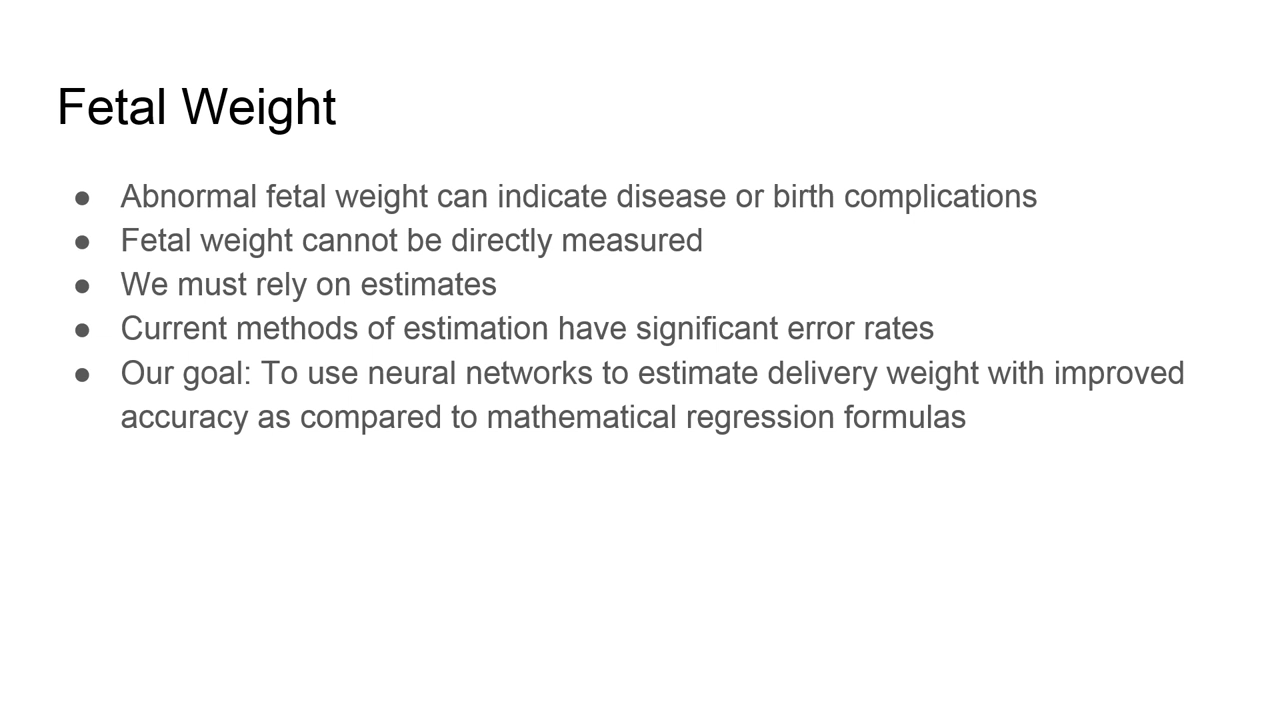 Fetal Weight
● Abnormal fetal weight can indicate disease or birth complications
● Fetal weight cannot be directly measured
● We must rely on estimates
● Current methods of estimation have significant error rates
● Our goal: To use neural networks to estimate delivery weight with improved
accuracy as compared to mathematical regression formulas